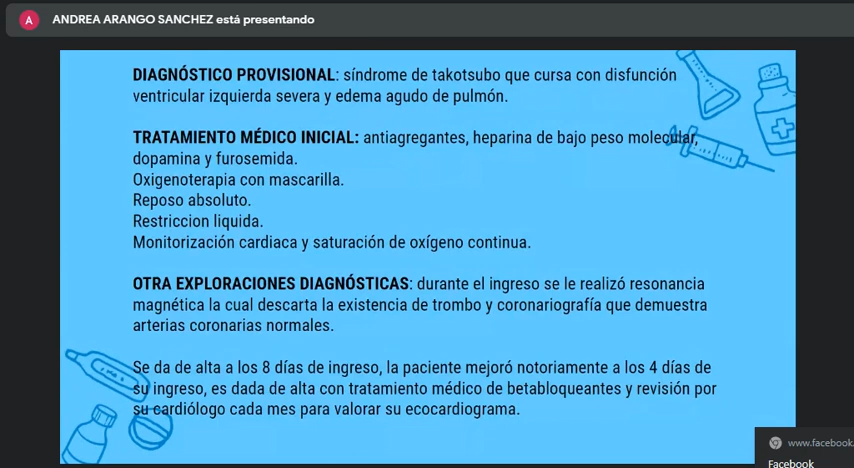 A
ANDREA ARANGO SANCHEZ está presentando
DIAGNÓSTICO PROVISIONAL: síndrome de takotsubo que cursa con disfunción
ventricular izquierda severa y edema agudo de pulmón.
TRATAMIENTO MÉDICO INICIAL: antiagregantes, heparina de bajo peso molecular,
dopamina y furosemida.
Oxigenoterapia con mascarilla.
Reposo absoluto.
Restriccion liquida.
Monitorización cardiaca y saturación de oxígeno continua.
OTRA EXPLORACIONES DIAGNÓSTICAS: durante el ingreso se le realizó resonancia
magnética la cual descarta la existencia de trombo y coronariografía que demuestra
arterias coronarias normales.
Se da de alta a los 8 días de ingreso, la paciente mejoró notoriamente a los 4 días de
su ingreso, es dada de alta con tratamiento médico de betabloqueantes y revisión por
su cardiólogo cada mes para valorar su ecocardiograma.
www.facebook.
Facebook